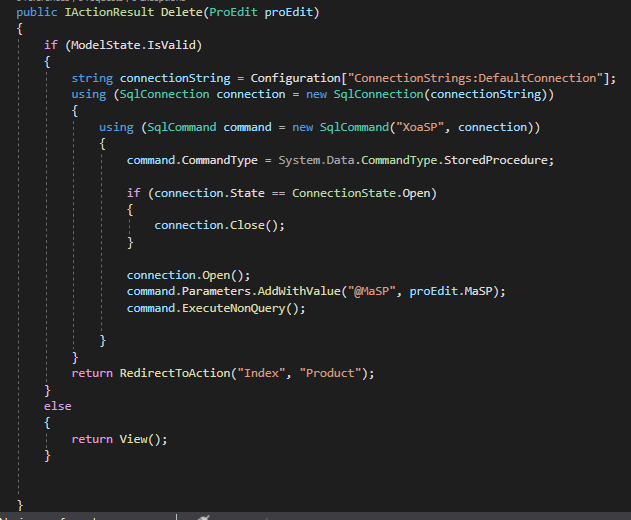 public IActionResult Delete(ProEdit proEdit)
{
if (ModelState.IsValid)
{
string connectionString = Configuration["ConnectionStrings:DefaultConnection"];
using (SqlConnection connection = new SqlConnection(connectionString))
{
using (SqlCommand command = new SqlCommand("XoaSP", connection))
{
command.CommandType = System.Data.CommandType.StoredProcedure;
if (connection.State == ConnectionState.Open)
{
connection.Close();
}
connection.Open();
command.Parameters.AddWithValue("@MaSP", proEdit.MaSP);
command.ExecuteNonQuery();
}
}
return RedirectToAction("Index", "Product");
}
else
{
return View();
}
}